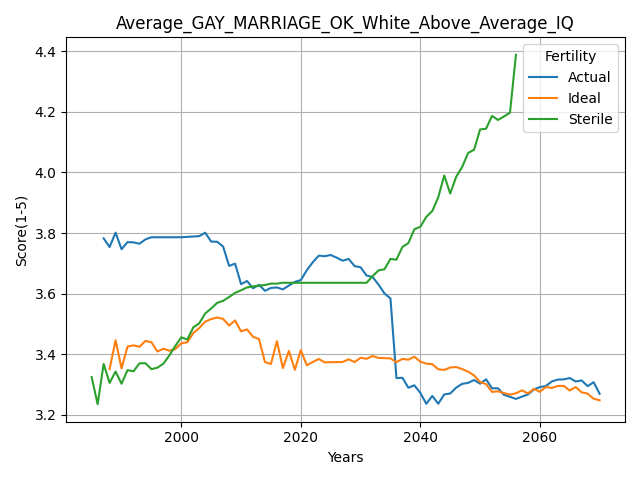 Average_GAY_MARRIAGE_OK_White_Above_Average_IQ
Fertility
Actual
Ideal
Sterile
Score(1-5)
4.4
4.2
4.0
3.8
3.6
3.4
3.2
2000
2020
2040
2060
Years